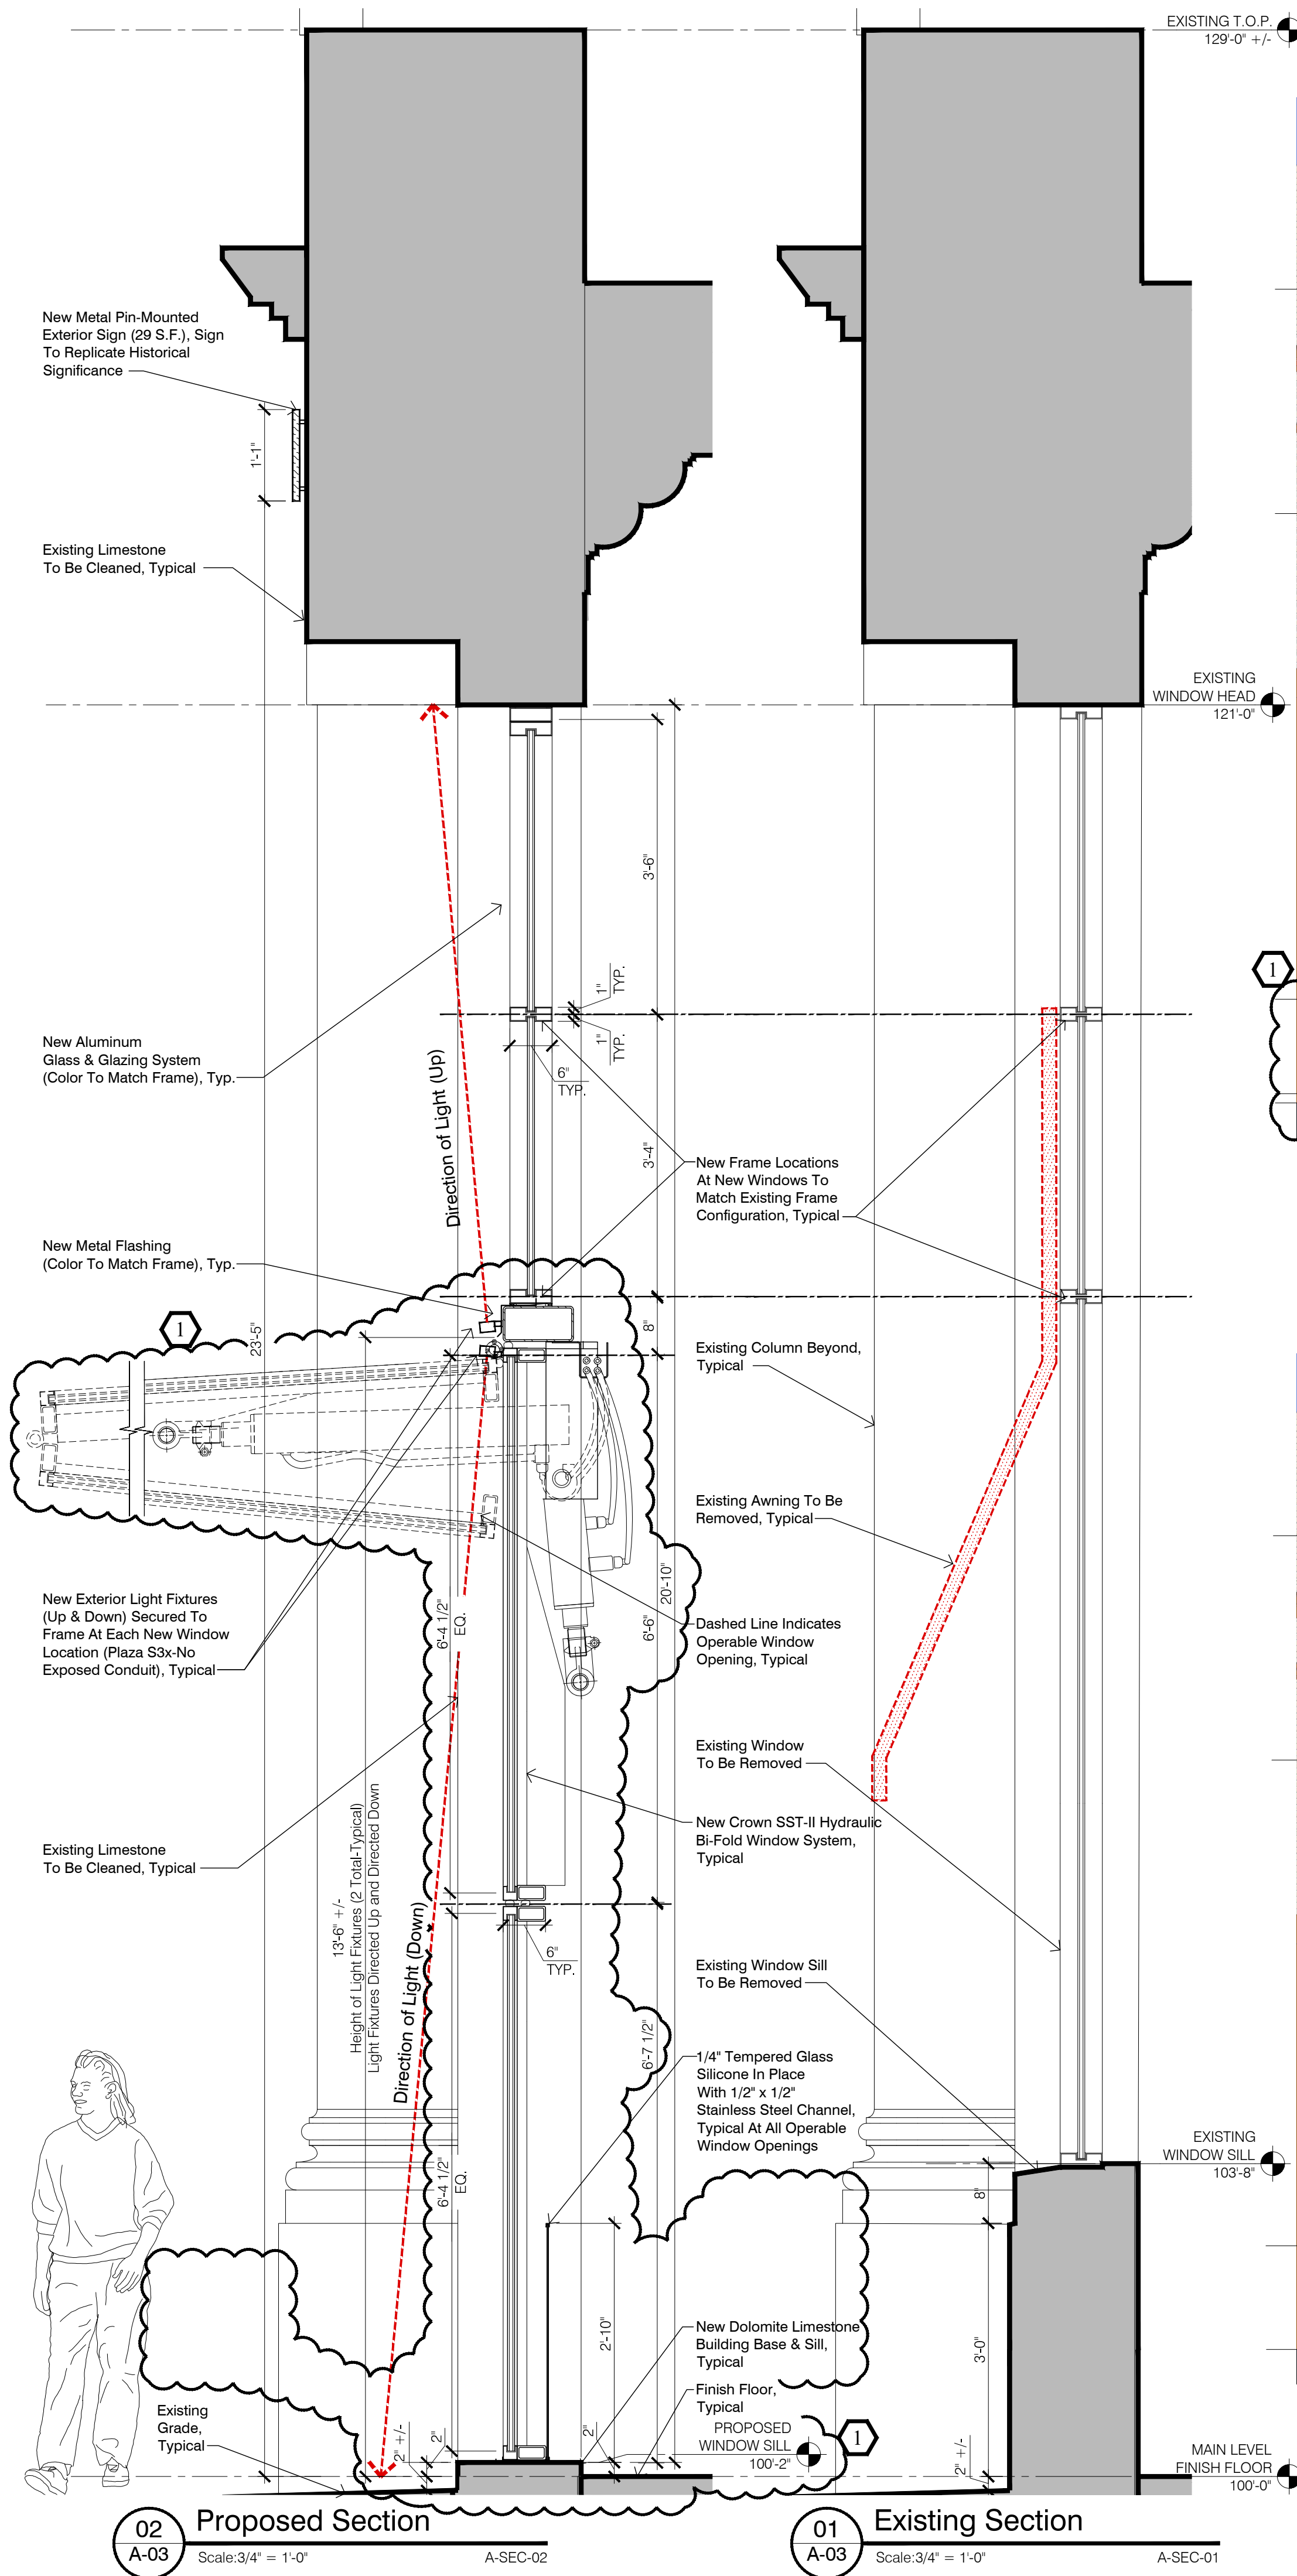 EXISTING T.O.P.
129'-0" +/-
New Metal Pin-Mounted
Exterior Sign (29 S.F.), Sign
To Replicate Historical
Significance
1'-1"
Existing Limestone
To Be Cleaned, Typical
EXISTING
WINDOW HEAD
121'-0"
3'-6"
1"
TYP.
1"
TYP.
6"
TYP.
1
New Aluminum
Glass & Glazing System
(Color To Match Frame), Typ.
Direction of Light (Up)
3'-4"
New Frame Locations
At New Windows To
Match Existing Frame
Configuration, Typical
New Metal Flashing
(Color To Match Frame), Typ.
1
23'-5"
8"
Existing Column Beyond,
Typical
Existing Awning To Be
Removed, Typical
New Exterior Light Fixtures
(Up & Down) Secured To
Frame At Each New Window
Location (Plaza S3x-No
Exposed Conduit), Typical
6'-4 1/2"
EQ.
6'-6"
20'-10"
Dashed Line Indicates
Operable Window
Opening, Typical
Existing Window
To Be Removed
New Crown SST-II Hydraulic
Bi-Fold Window System,
Typical
Existing Limestone
To Be Cleaned, Typical
13'-6" +/-
Height of Light Fixtures (2 Total-Typical)
Light Fixtures Directed Up and Directed Down
Direction of Light (Down)
6"
TYP.
Existing Window Sill
To Be Removed
6'-7 1/2"
1/4" Tempered Glass
Silicone In Place
With 1/2" x 1/2"
Stainless Steel Channel,
Typical At All Operable
Window Openings
EXISTING
WINDOW SILL
103'-8"
6'-4 1/2"
EQ.
8"
2'-10"
3'-0"
New Dolomite Limestone
Building Base & Sill,
Typical
Finish Floor,
Typical
Existing
Grade,
Typical
2" +/-
2"
2"
PROPOSED
WINDOW SILL
100'-2"
1
2" +/-
MAIN LEVEL
FINISH FLOOR
100'-0"
02
A-03
Proposed Section
Scale:3/4" = 1'-0"
A-SEC-02
01
A-03
Existing Section
Scale:3/4" = 1'-0"
A-SEC-01